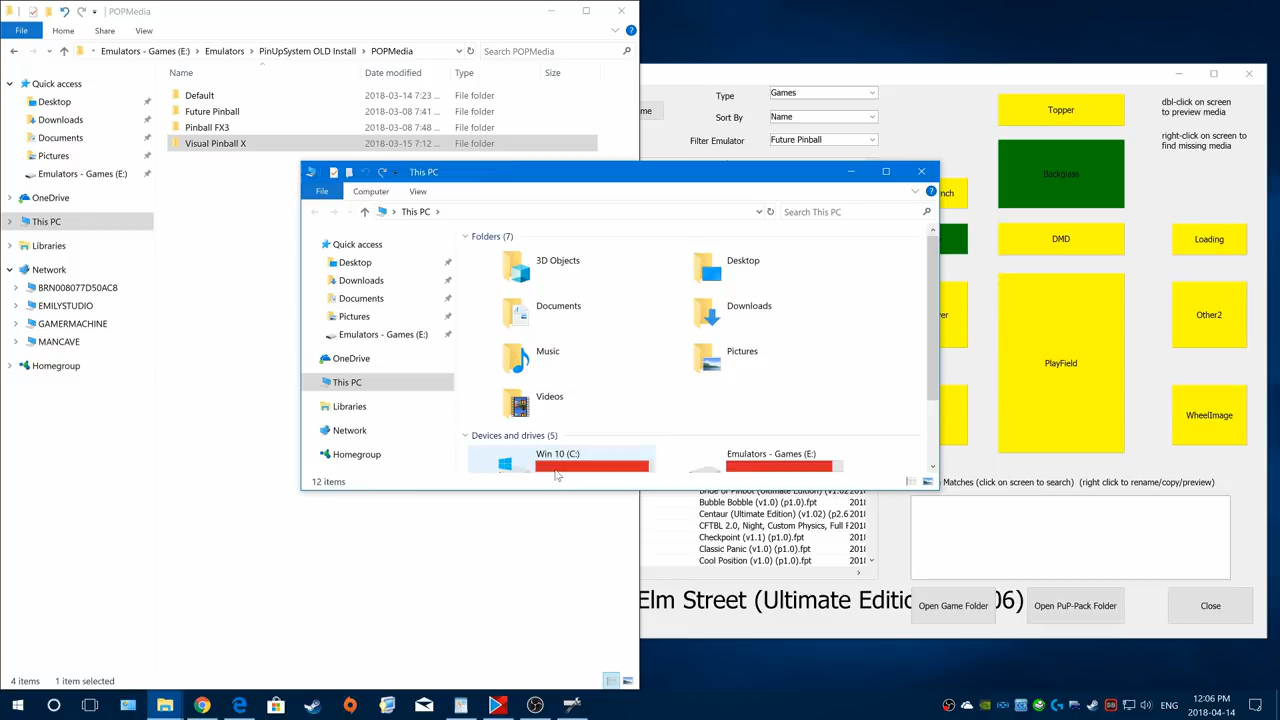 POPMedia
File
Home
Share
View
Emulators - Games (E:)
Emulators
PinUpSystem OLD Install
POPMedia
Search POPMedia
Name
Date modified
Type
Size
Quick access
Desktop
Downloads
Documents
Pictures
Emulators - Games (E:)
OneDrive
This PC
Libraries
Network
BRN008077D50AC8
EMILYSTUDIO
GAMERMACHINE
MANCAVE
Homegroup
Default 2018-03-14 7:23 ... File folder
Future Pinball 2018-03-08 7:41 ... File folder
Pinball FX3 2018-03-08 7:48 ... File folder
Visual Pinball X 2018-03-15 7:12 ... File folder
4 items 1 item selected
This PC
File
Computer
View
This PC
Search This PC
Quick access
Desktop
Downloads
Documents
Pictures
Emulators - Games (E:)
OneDrive
This PC
Libraries
Network
Homegroup
Folders (7)
3D Objects
Desktop
Documents
Downloads
Music
Pictures
Videos
Devices and drives (5)
Win 10 (C:)
Emulators - Games (E:)
12 items
me
Type
Games
Sort By
Name
Filter Emulator
Future Pinball
Topper
dbl-click on screen
to preview media
right-click on screen to
find missing media
Backglass
nch
DMD
Loading
er
Other2
PlayField
WheelImage
Matches (click on screen to search) (right click to rename/copy/preview)
Bubble Bobble (v1.0) (p1.0).fpt 2018
Centaur (Ultimate Edition) (v1.02) (p2.6 2018
CFTBL 2.0, Night, Custom Physics, Full F 2018
Checkpoint (v1.1) (p1.0).fpt 2018
Classic Panic (v1.0) (p1.0).fpt 2018
Cool Position (v1.0) (p1.0).fpt 2018
Elm Street (Ultimate Editio
06)
Open Game Folder
Open PuP-Pack Folder
Close
ENG
12:06 PM
2018-04-14